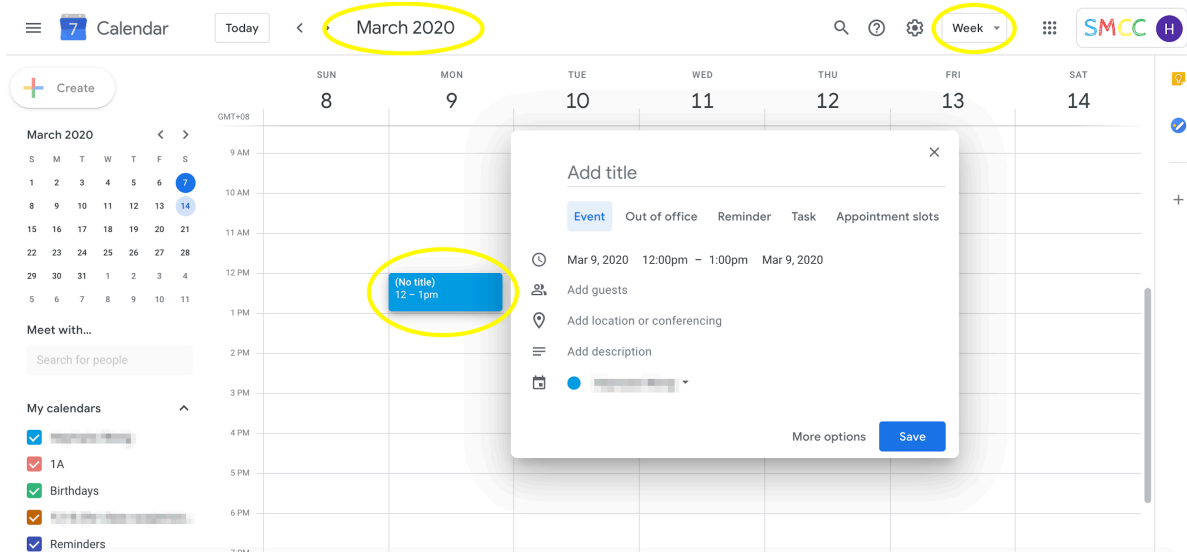 7 Calendar Today March 2020 Week SMCC H
Create
SUN MON TUE WED THU FRI SAT
8 9 10 11 12 13 14
GMT+08
March 2020
S M T W T F S
1 2 3 4 5 6 7
8 9 10 11 12 13 14
15 16 17 18 19 20 21
22 23 24 25 26 27 28
29 30 31 1 2 3 4
5 6 7 8 9 10 11
Meet with...
Search for people
My calendars
1A
Birthdays
Reminders
9 AM
10 AM
11 AM
12 PM
1 PM
2 PM
3 PM
4 PM
5 PM
6 PM
7 PM
(No title)
12 – 1pm
Add title
Event Out of office Reminder Task Appointment slots
Mar 9, 2020 12:00pm – 1:00pm Mar 9, 2020
Add guests
Add location or conferencing
Add description
More options Save